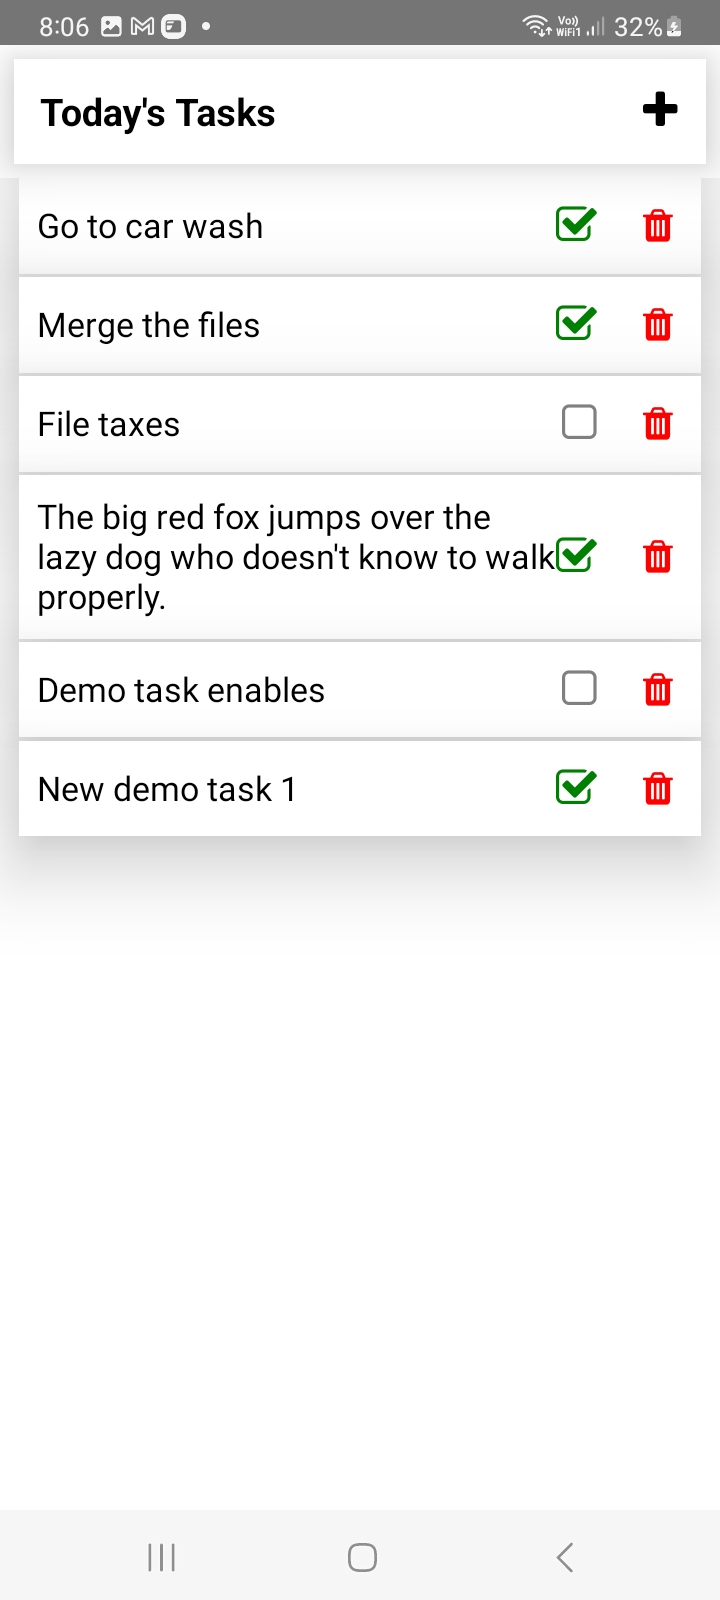 8:06 Vo)) WiFi1 32%
Today's Tasks
Go to car wash
Merge the files
File taxes
The big red fox jumps over the
lazy dog who doesn't know to walk
properly.
Demo task enables
New demo task 1